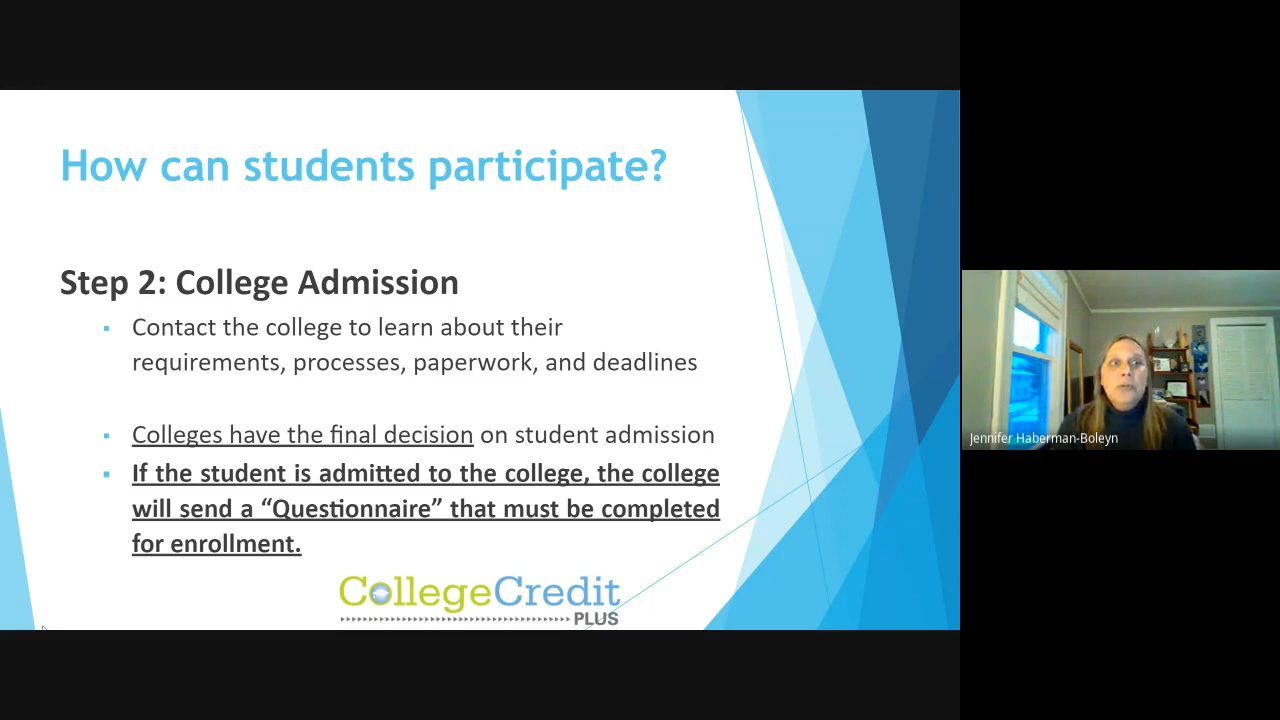 How can students participate?
Step 2: College Admission
Contact the college to learn about their
requirements, processes, paperwork, and deadlines
Colleges have the final decision on student admission
If the student is admitted to the college, the college
will send a “Questionnaire” that must be completed
for enrollment.
CollegeCredit
PLUS
Jennifer Haberman-Boleyn